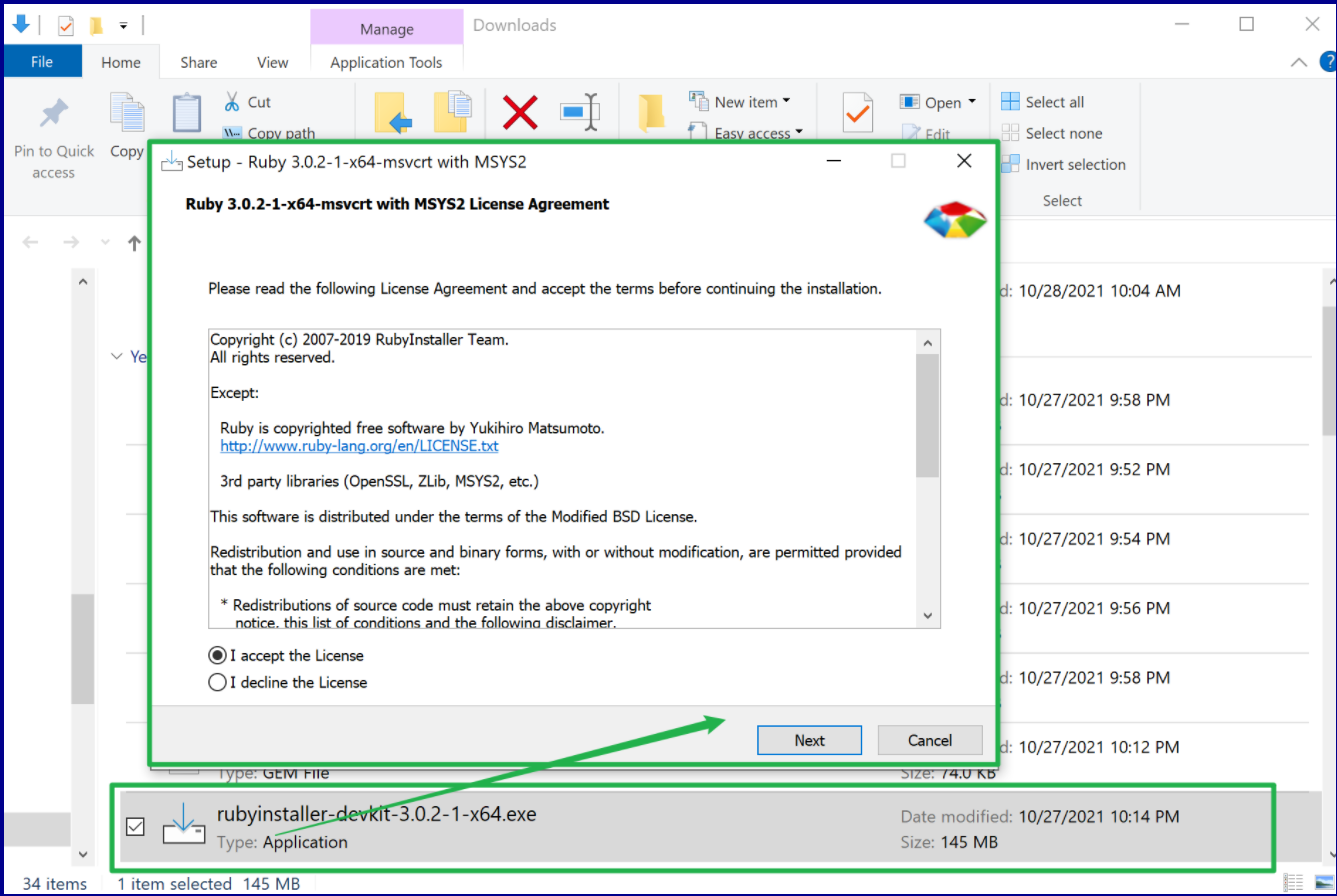 Manage
Downloads
File
Home
Share
View
Application Tools
?
Pin to Quick
access
Copy
Cut
Copy path
New item
Easy access
Open
Edit
Select all
Select none
Invert selection
Select
Setup - Ruby 3.0.2-1-x64-msvcrt with MSYS2
Ruby 3.0.2-1-x64-msvcrt with MSYS2 License Agreement
Please read the following License Agreement and accept the terms before continuing the installation.
Copyright (c) 2007-2019 RubyInstaller Team.
All rights reserved.
Except:
Ruby is copyrighted free software by Yukihiro Matsumoto.
http://www.ruby-lang.org/en/LICENSE.txt
3rd party libraries (OpenSSL, ZLib, MSYS2, etc.)
This software is distributed under the terms of the Modified BSD License.
Redistribution and use in source and binary forms, with or without modification, are permitted provided
that the following conditions are met:
* Redistributions of source code must retain the above copyright
notice, this list of conditions and the following disclaimer.
I accept the License
I decline the License
Next
Cancel
Ye
d: 10/28/2021 10:04 AM
d: 10/27/2021 9:58 PM
d: 10/27/2021 9:52 PM
d: 10/27/2021 9:54 PM
d: 10/27/2021 9:56 PM
d: 10/27/2021 9:58 PM
d: 10/27/2021 10:12 PM
Type: GEM File
Size: 74.0 KB
rubyinstaller-devkit-3.0.2-1-x64.exe
Type: Application
Date modified: 10/27/2021 10:14 PM
Size: 145 MB
34 items
1 item selected 145 MB